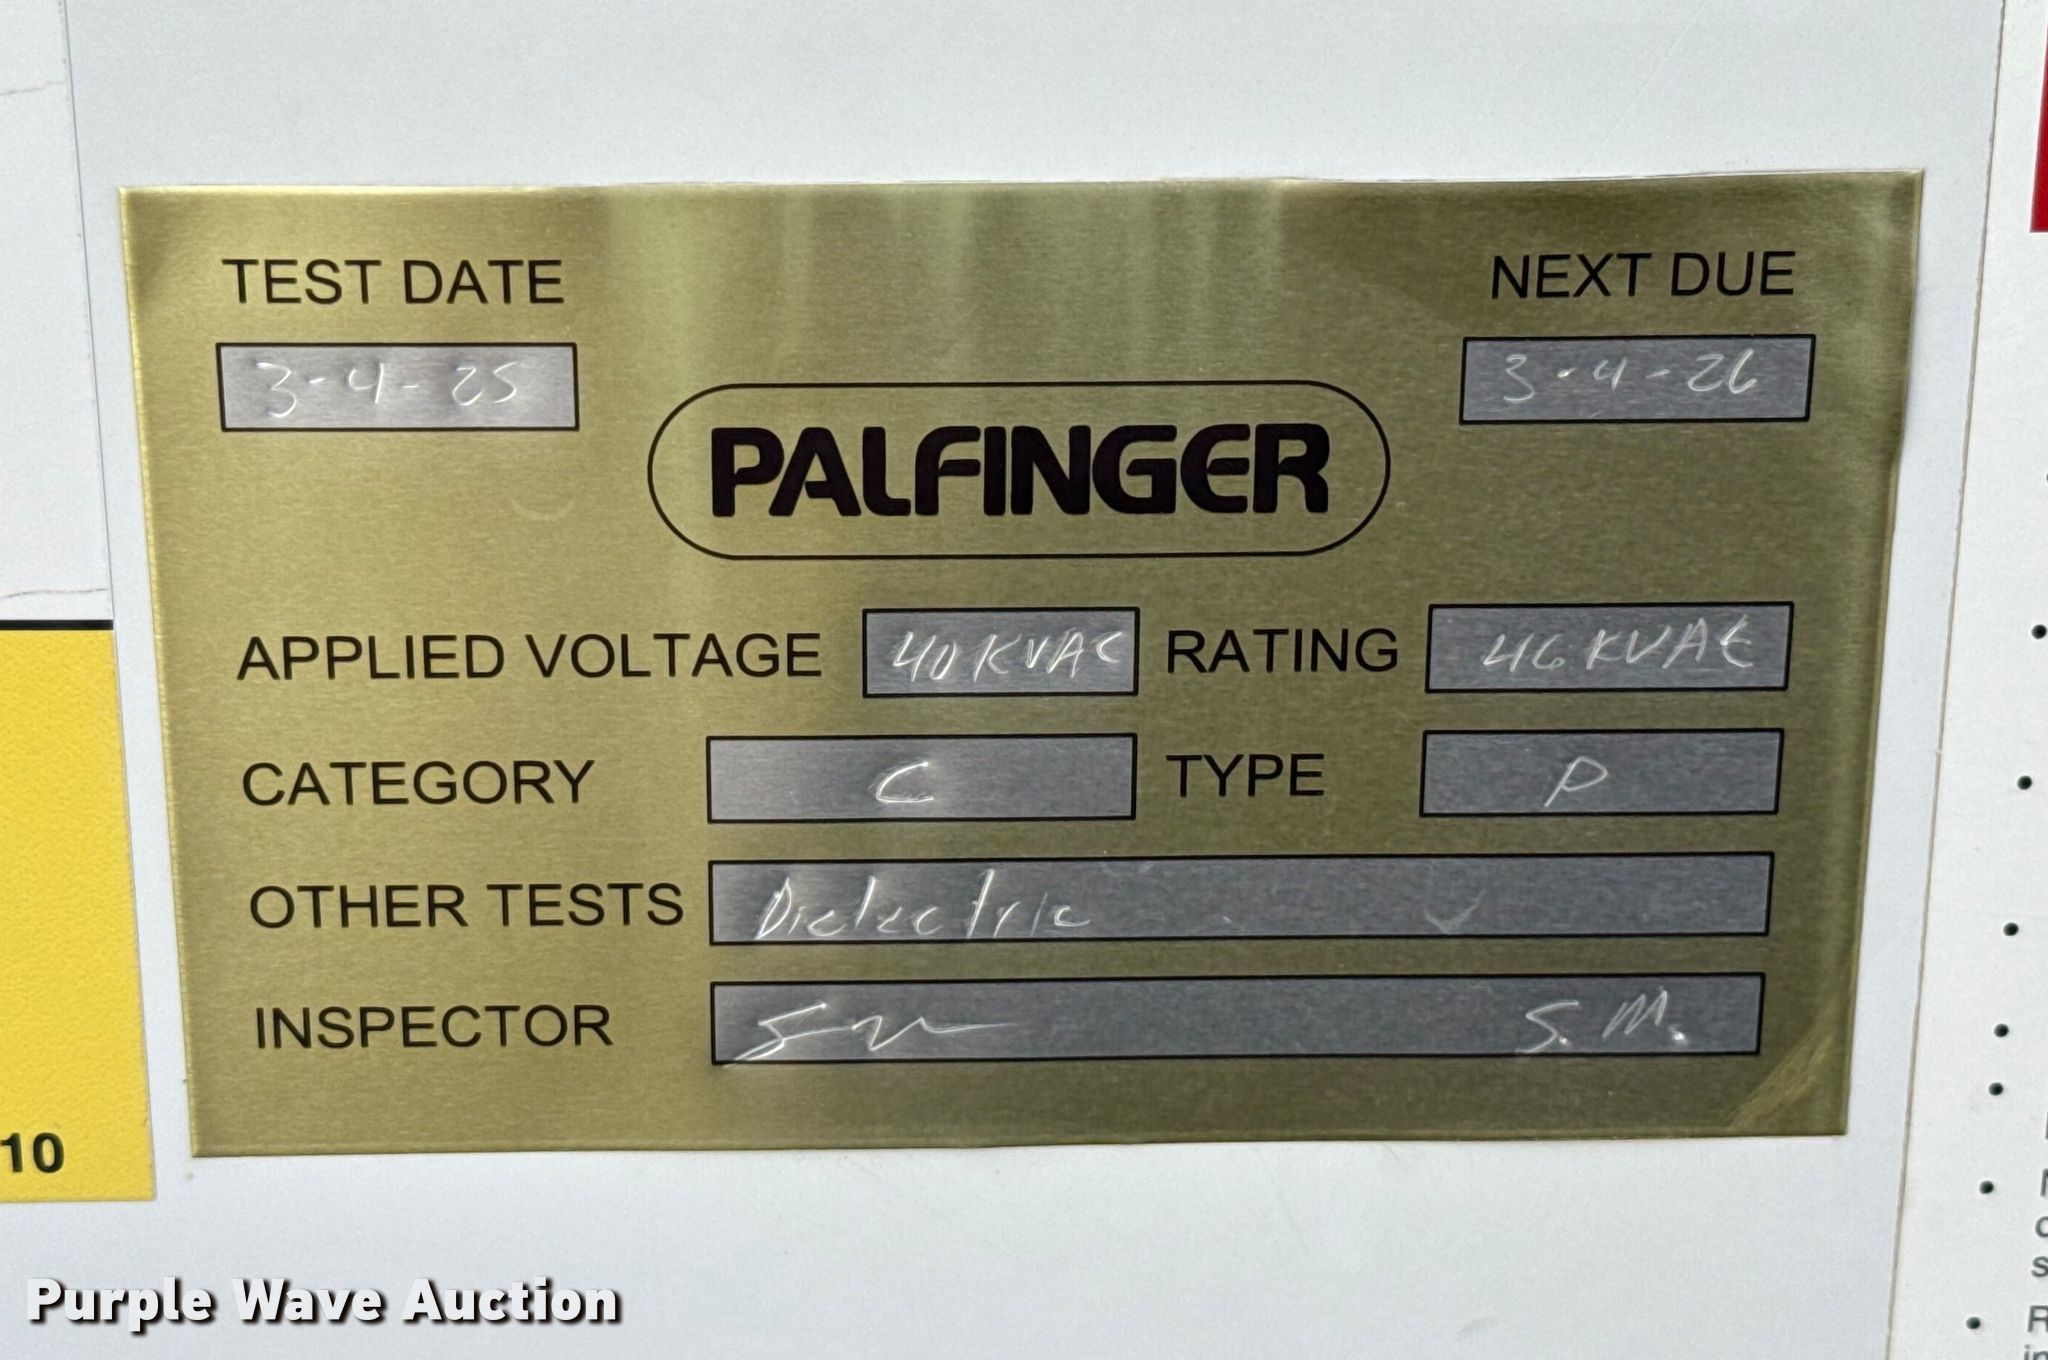 TEST DATE
NEXT DUE
3-4-25
3-4-26
PALFINGER
APPLIED VOLTAGE 40KVAC RATING 46KVAC
CATEGORY C TYPE P
OTHER TESTS Dielectric
INSPECTOR S.M.
10
Purple Wave Auction